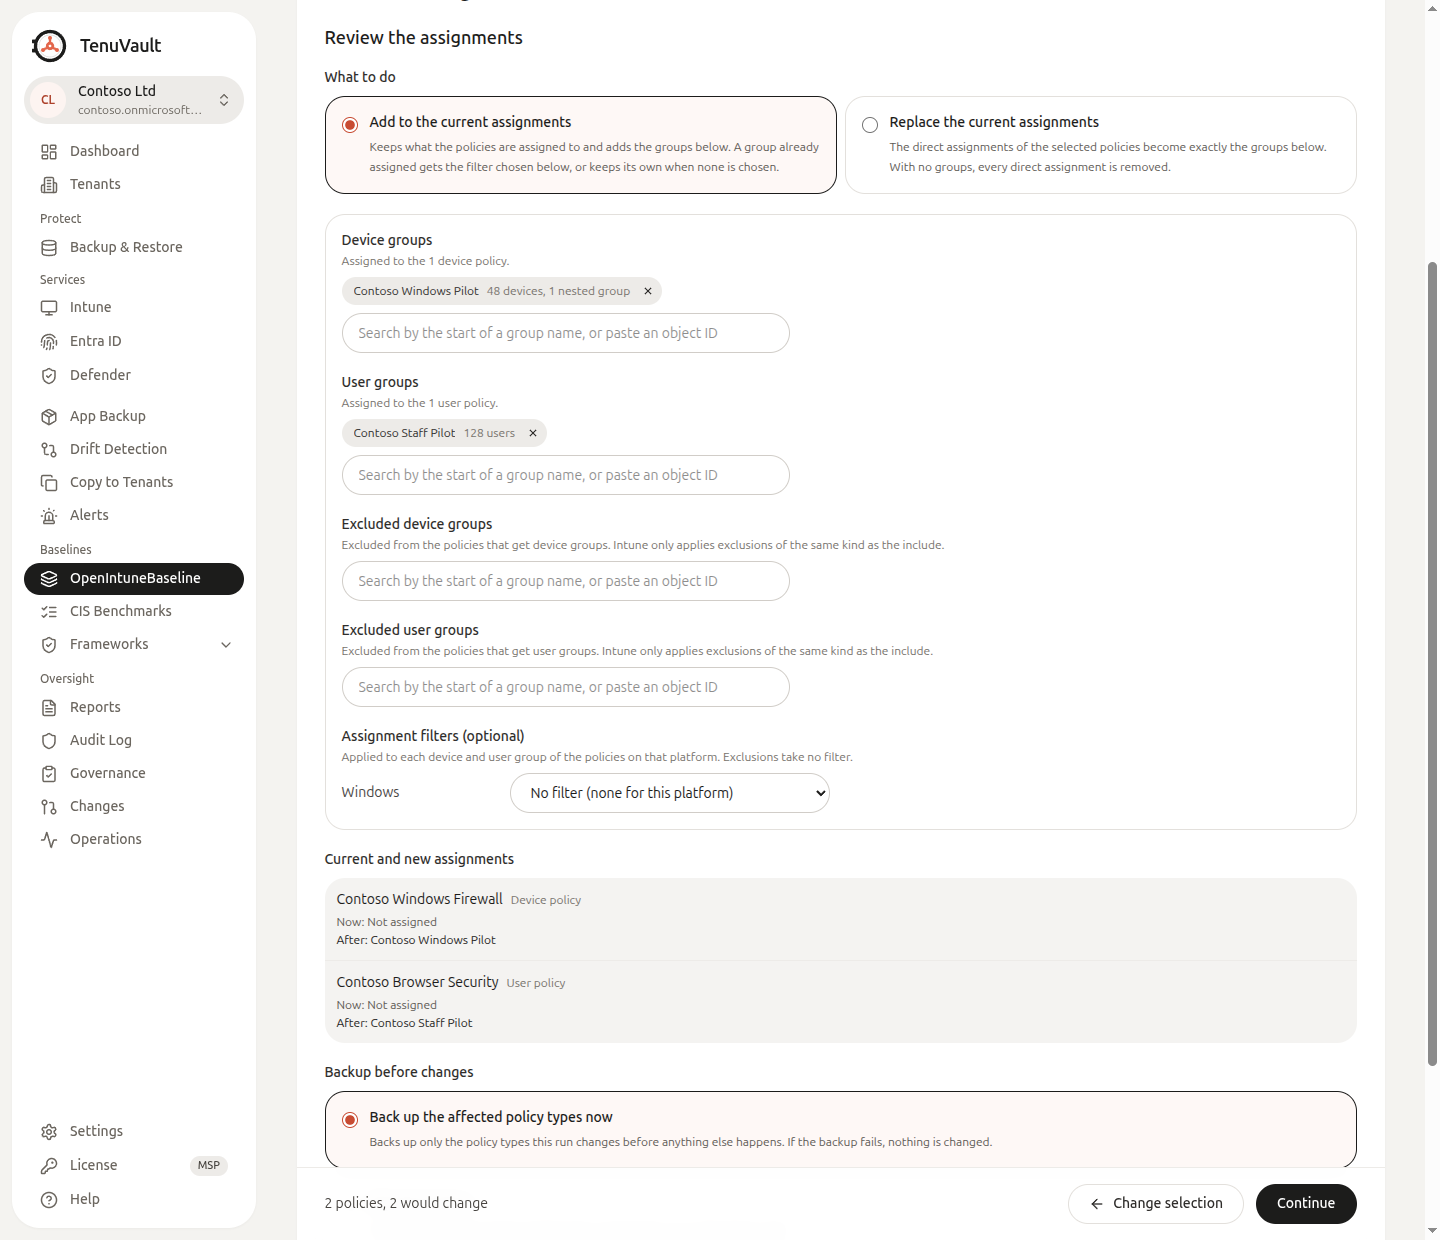 TenuVault
CL
Contoso Ltd
contoso.onmicrosoft...
Dashboard
Tenants
Protect
Backup & Restore
Services
Intune
Entra ID
Defender
App Backup
Drift Detection
Copy to Tenants
Alerts
Baselines
OpenIntuneBaseline
CIS Benchmarks
Frameworks
Oversight
Reports
Audit Log
Governance
Changes
Operations
Settings
License
MSP
Help
Review the assignments
What to do
Add to the current assignments
Keeps what the policies are assigned to and adds the groups below. A group already
assigned gets the filter chosen below, or keeps its own when none is chosen.
Replace the current assignments
The direct assignments of the selected policies become exactly the groups below.
With no groups, every direct assignment is removed.
Device groups
Assigned to the 1 device policy.
Contoso Windows Pilot 48 devices, 1 nested group ×
Search by the start of a group name, or paste an object ID
User groups
Assigned to the 1 user policy.
Contoso Staff Pilot 128 users ×
Search by the start of a group name, or paste an object ID
Excluded device groups
Excluded from the policies that get device groups. Intune only applies exclusions of the same kind as the include.
Search by the start of a group name, or paste an object ID
Excluded user groups
Excluded from the policies that get user groups. Intune only applies exclusions of the same kind as the include.
Search by the start of a group name, or paste an object ID
Assignment filters (optional)
Applied to each device and user group of the policies on that platform. Exclusions take no filter.
Windows
No filter (none for this platform)
Current and new assignments
Contoso Windows Firewall Device policy
Now: Not assigned
After: Contoso Windows Pilot
Contoso Browser Security User policy
Now: Not assigned
After: Contoso Staff Pilot
Backup before changes
Back up the affected policy types now
Backs up only the policy types this run changes before anything else happens. If the backup fails, nothing is changed.
2 policies, 2 would change
← Change selection
Continue